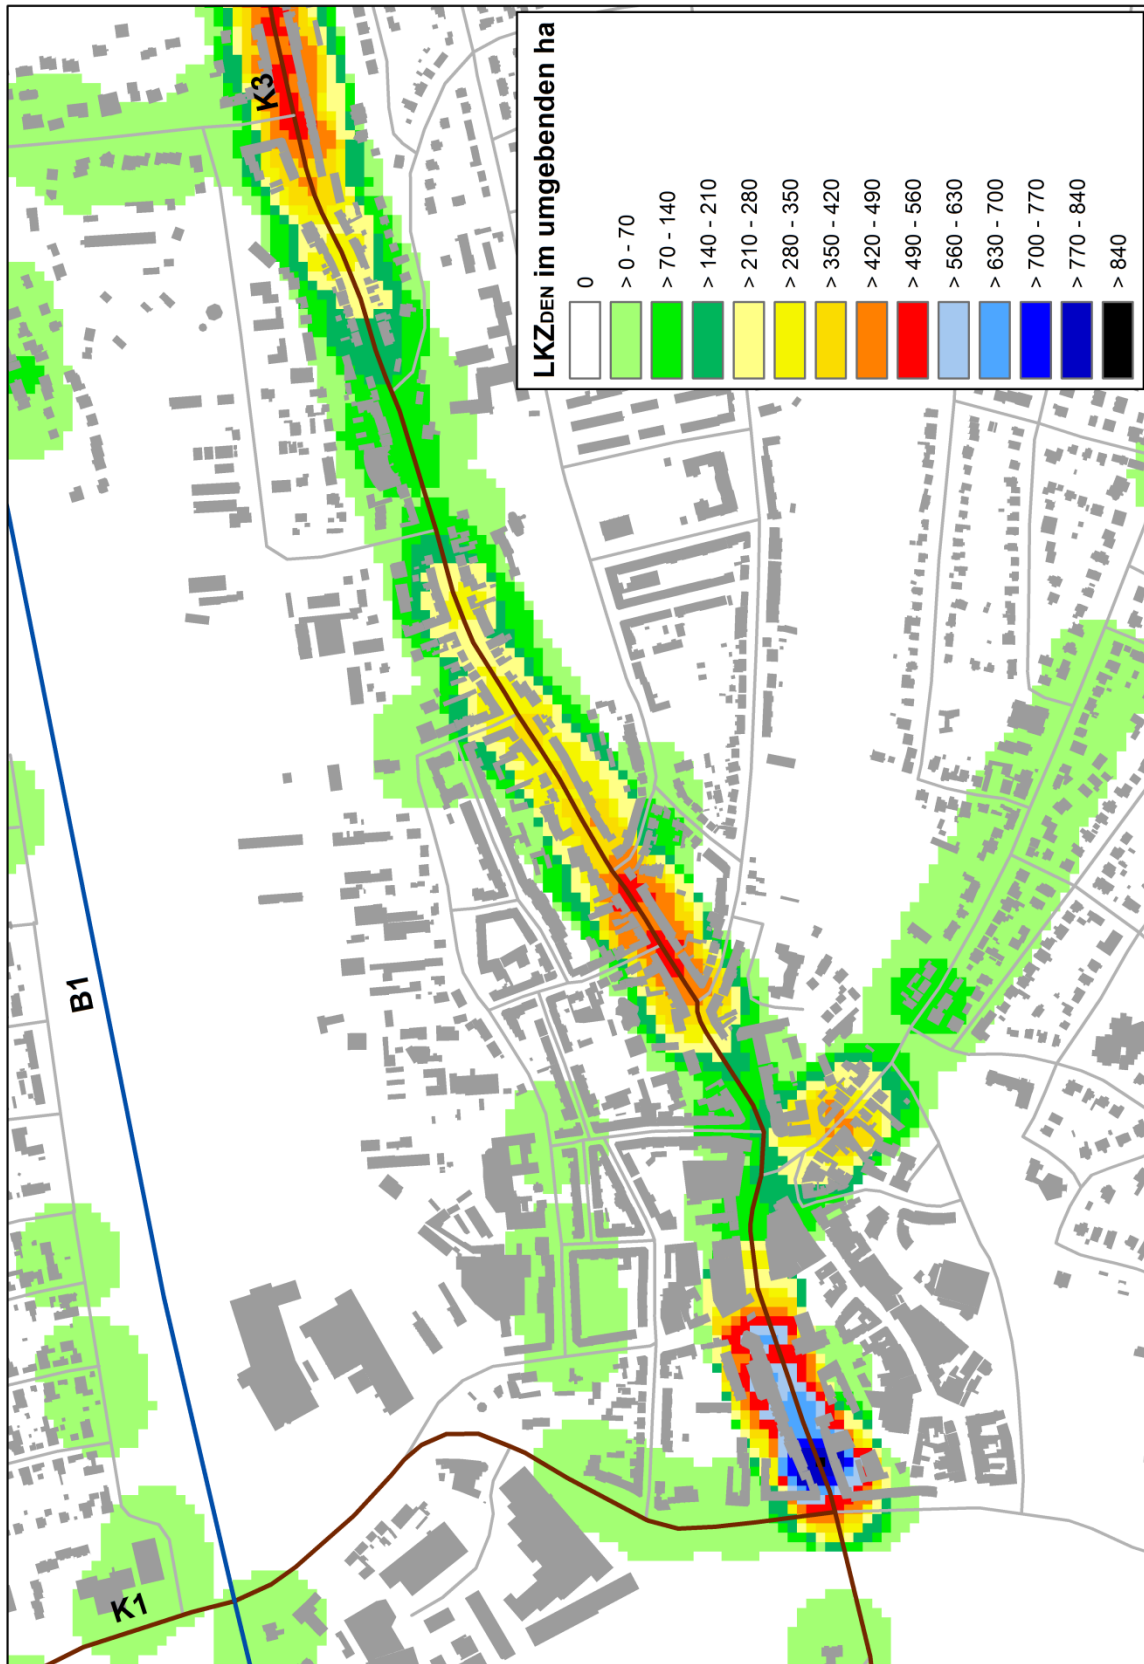 K3
B1
K1
LKZDEN im umgebenden ha
0
> 0 - 70
> 70 - 140
> 140 - 210
> 210 - 280
> 280 - 350
> 350 - 420
> 420 - 490
> 490 - 560
> 560 - 630
> 630 - 700
> 700 - 770
> 770 - 840
> 840